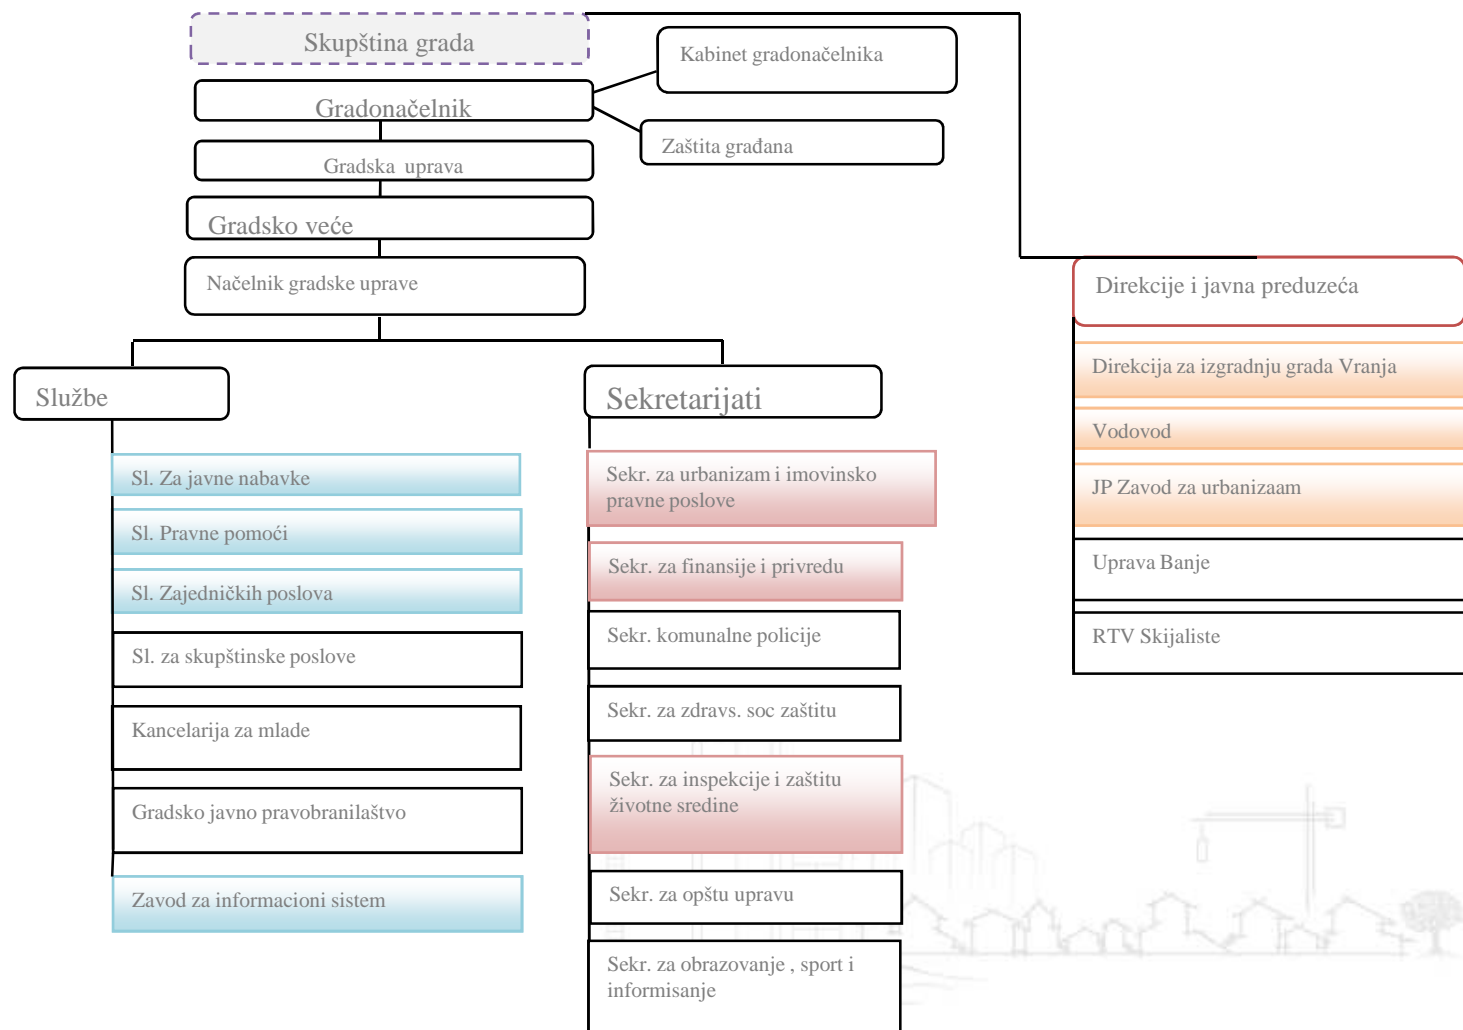 Skupština grada
Kabinet gradonačelnika
Gradonačelnik
Zaštita građana
Gradska uprava
Gradsko veće
Načelnik gradske uprave
Direkcije i javna preduzeća
Službe
Sekretarijati
Sl. Za javne nabavke
Sl. Pravne pomoći
Sl. Zajedničkih poslova
Sl. za skupštinske poslove
Kancelarija za mlade
Gradsko javno pravobranilaštvo
Zavod za informacioni sistem
Sekr. za urbanizam i imovinsko
pravne poslove
Sekr. za finansije i privredu
Sekr. komunalne policije
Sekr. za zdravs. soc zaštitu
Sekr. za inspekcije i zaštitu
životne sredine
Sekr. za opštu upravu
Sekr. za obrazovanje , sport i
informisanje
Direkcija za izgradnju grada Vranja
Vodovod
JP Zavod za urbanizaam
Uprava Banje
RTV Skijaliste